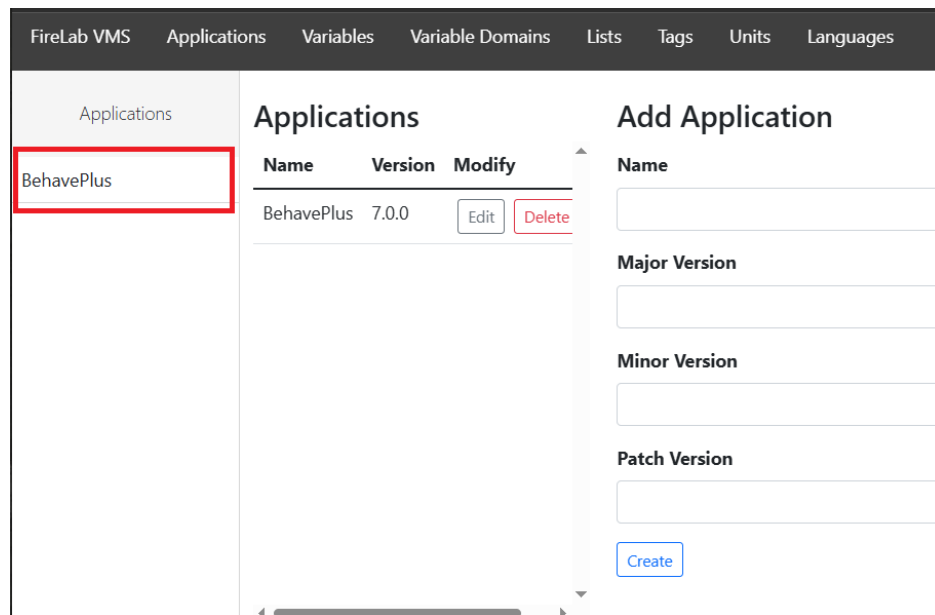 FireLab VMS Applications Variables Variable Domains Lists Tags Units Languages
Applications
BehavePlus
Applications
Name Version Modify
BehavePlus 7.0.0 Edit Delete
Add Application
Name
Major Version
Minor Version
Patch Version
Create